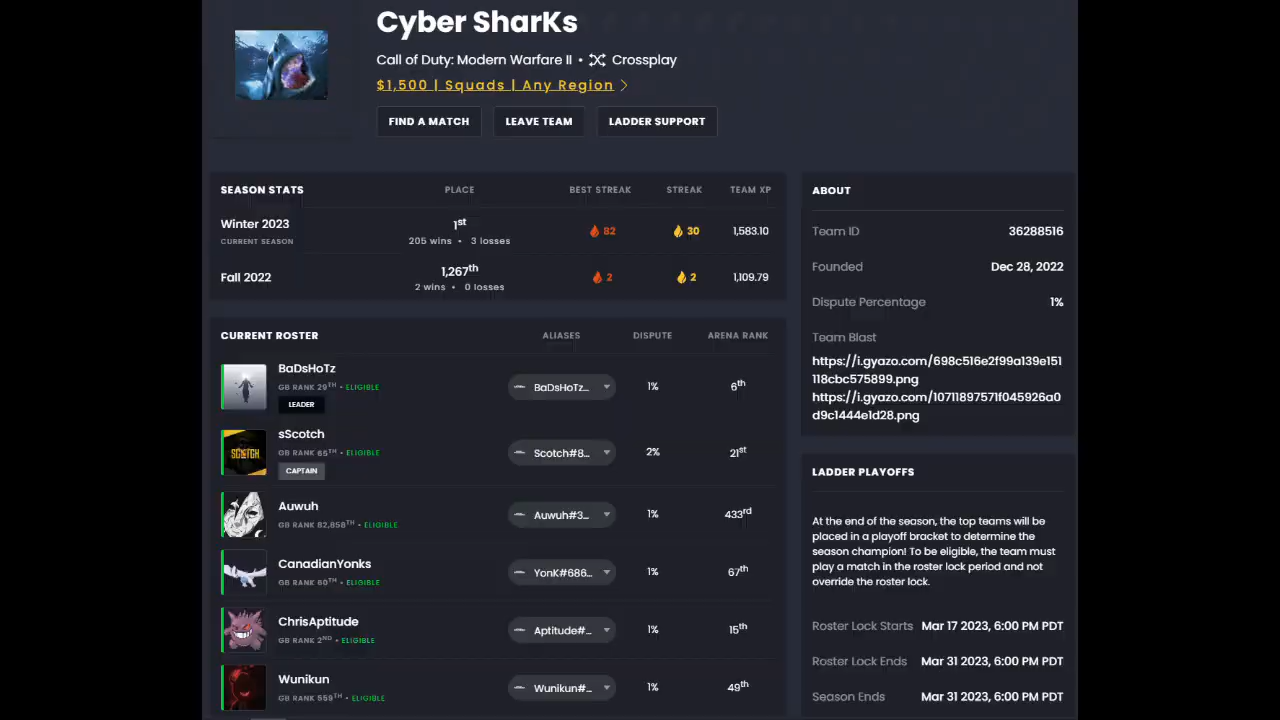 Cyber SharKs
Call of Duty: Modern Warfare II • Crossplay
$1,500 | Squads | Any Region
FIND A MATCH LEAVE TEAM LADDER SUPPORT
SEASON STATS PLACE BEST STREAK STREAK TEAM XP
Winter 2023 1st 82 30 1,583.10
CURRENT SEASON 205 wins • 3 losses
Fall 2022 1,267th 2 2 1,109.79
2 wins • 0 losses
CURRENT ROSTER ALIASES DISPUTE ARENA RANK
BaDsHoTz
GB RANK 29TH • ELIGIBLE BaDsHoTz... 1% 6th
LEADER
sScotch
GB RANK 65TH • ELIGIBLE Scotch#8... 2% 21st
CAPTAIN
SCOTCH
Auwuh
GB RANK 82,858TH • ELIGIBLE Auwuh#3... 1% 433rd
CanadianYonks
GB RANK 60TH • ELIGIBLE YonK#686... 1% 67th
ChrisAptitude
GB RANK 2ND • ELIGIBLE Aptitude#... 1% 15th
Wunikun
GB RANK 559TH • ELIGIBLE Wunikun#... 1% 49th
ABOUT
Team ID 36288516
Founded Dec 28, 2022
Dispute Percentage 1%
Team Blast
https://i.gyazo.com/698c516e2f99a139e151
118cbc575899.png
https://i.gyazo.com/10711897571f045926a0
d9c1444e1d28.png
LADDER PLAYOFFS
At the end of the season, the top teams will be
placed in a playoff bracket to determine the
season champion! To be eligible, the team must
play a match in the roster lock period and not
override the roster lock.
Roster Lock Starts Mar 17 2023, 6:00 PM PDT
Roster Lock Ends Mar 31 2023, 6:00 PM PDT
Season Ends Mar 31 2023, 6:00 PM PDT